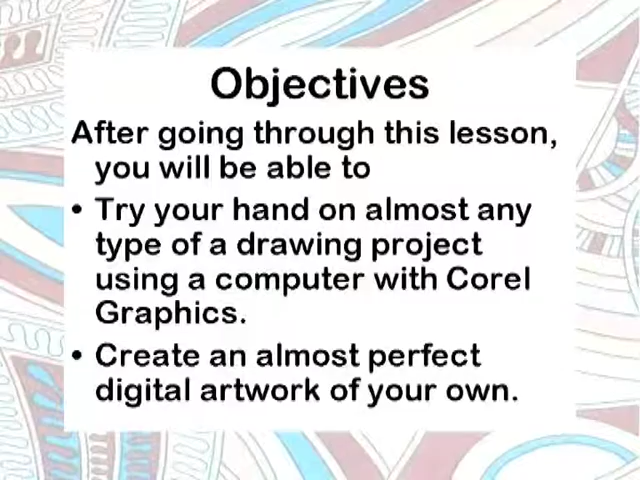 Objectives
After going through this lesson,
you will be able to
• Try your hand on almost any
type of a drawing project
using a computer with Corel
Graphics.
• Create an almost perfect
digital artwork of your own.